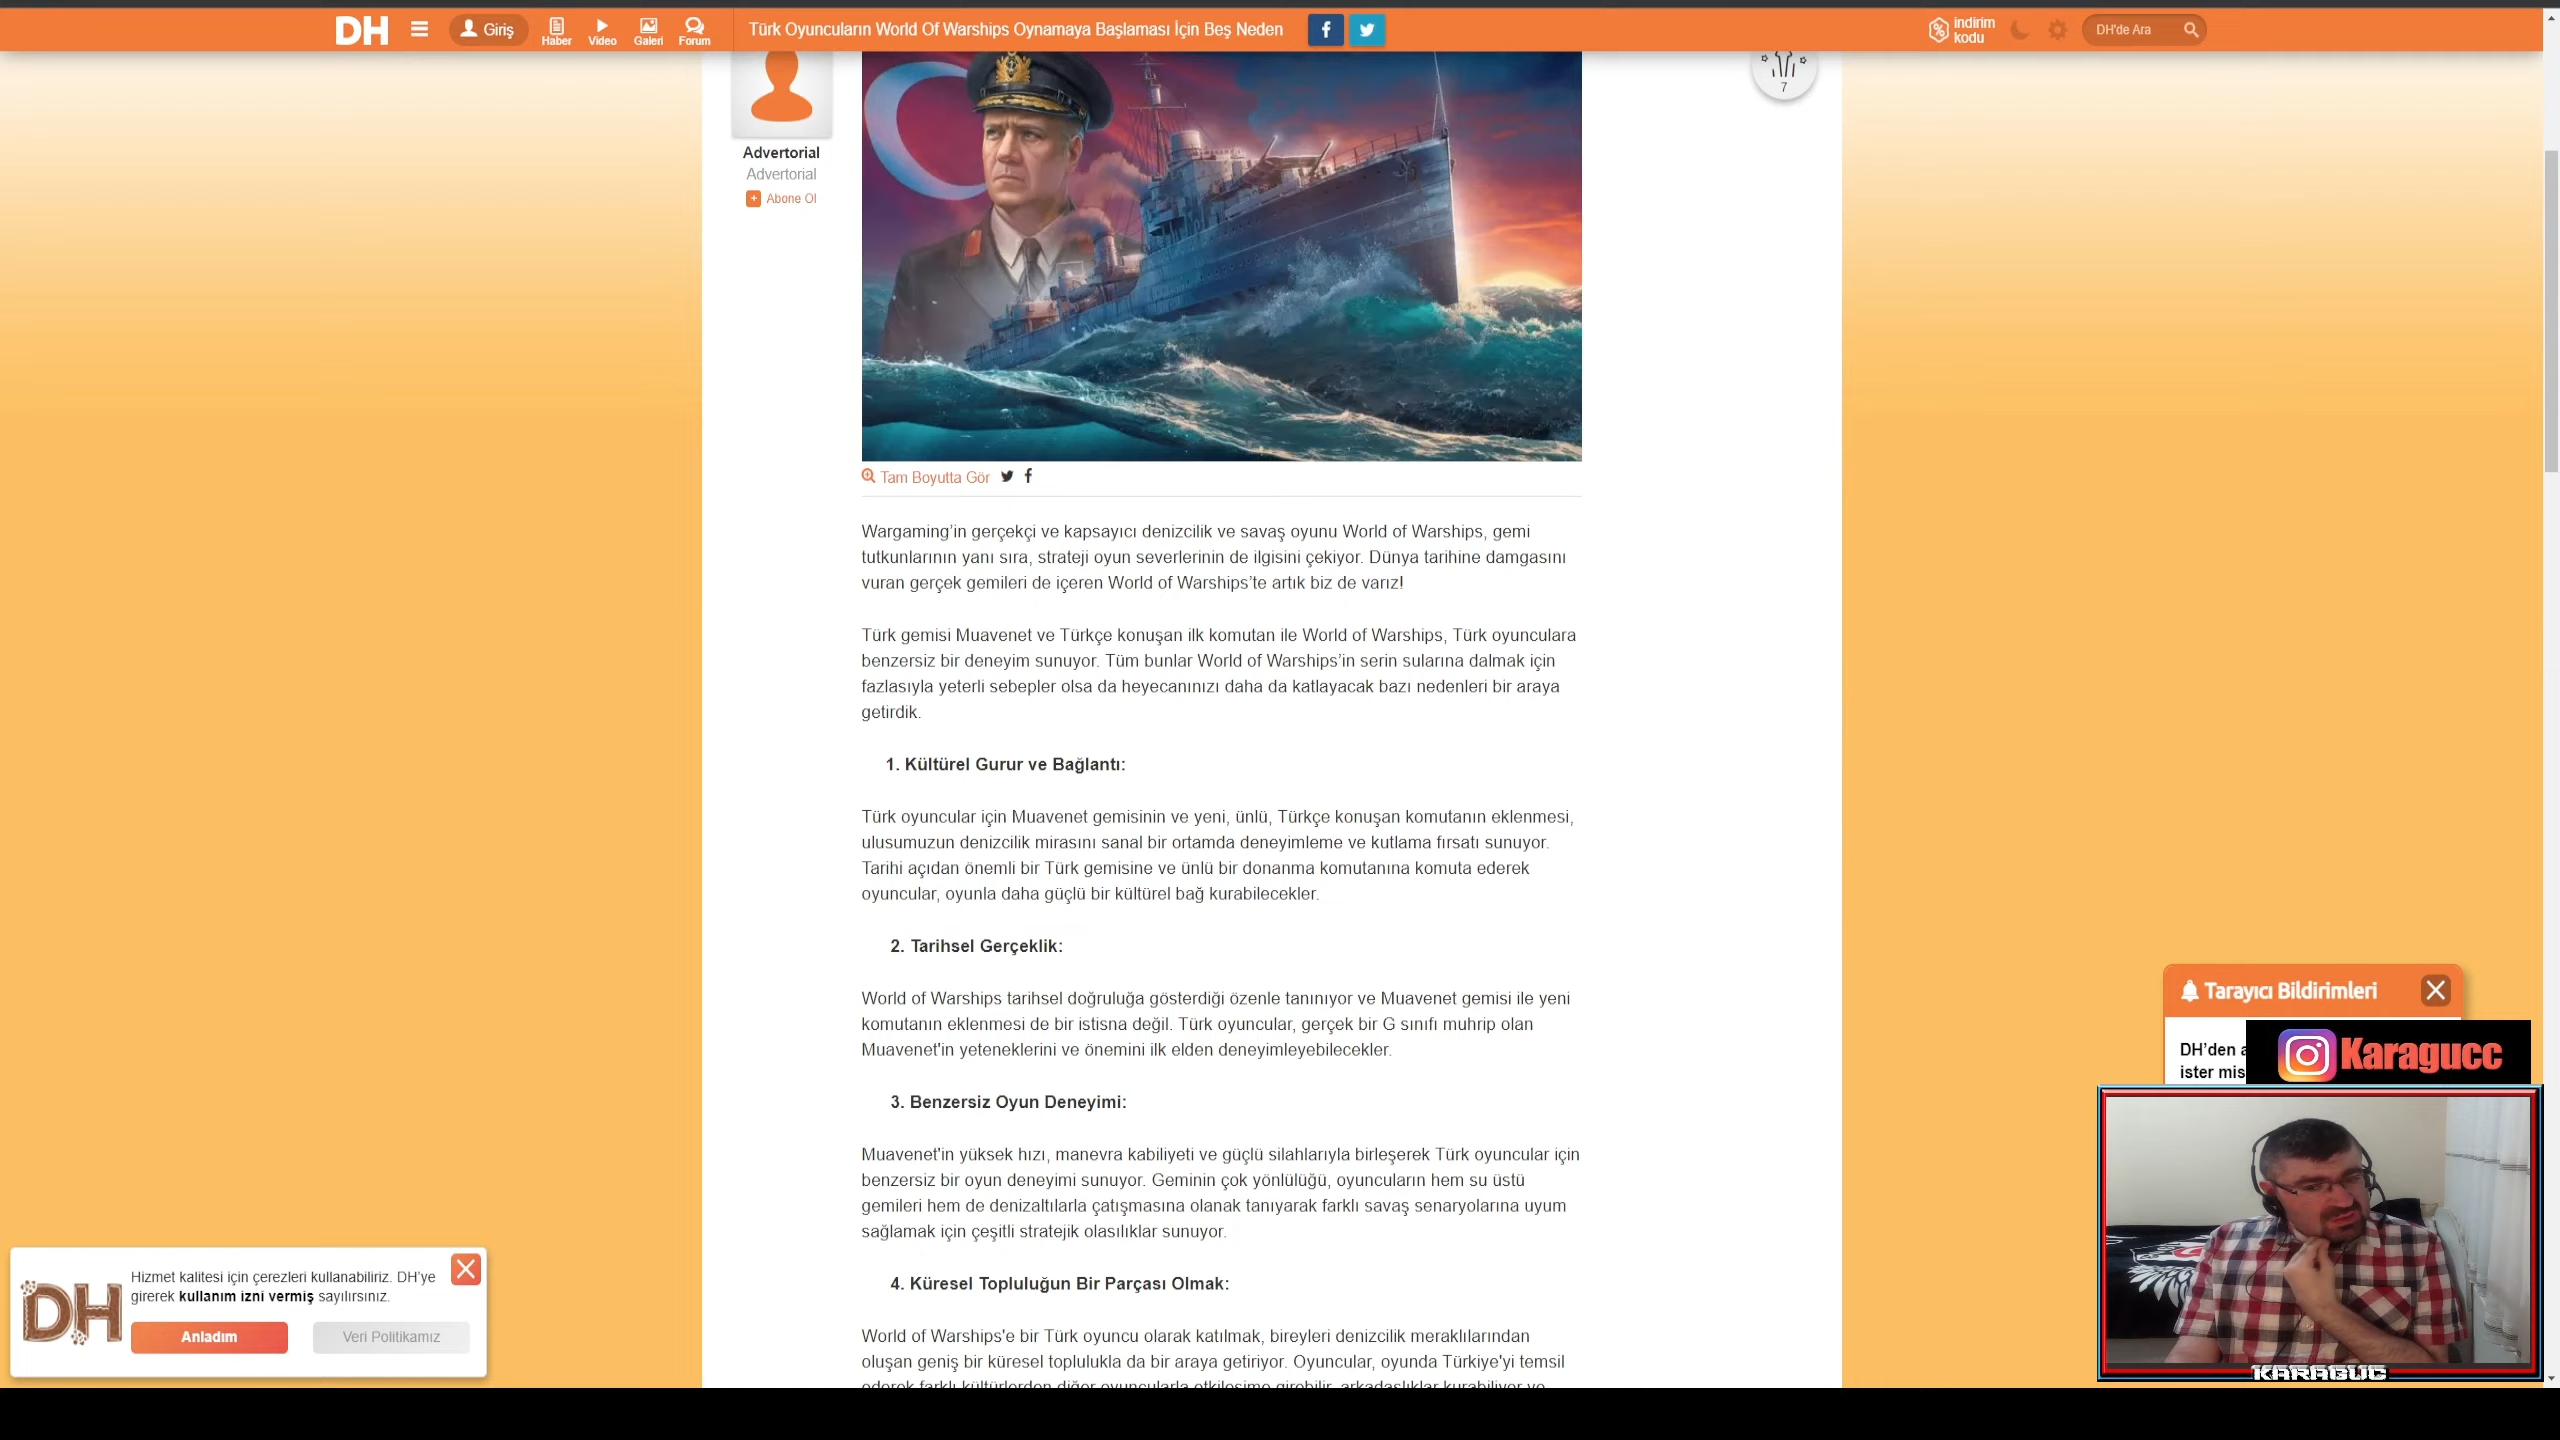 DH
Giriş
Haber
Video
Galeri
Forum
Türk Oyuncuların World Of Warships Oynamaya Başlaması İçin Beş Neden
indirim
kodu
DH'de Ara
7
Advertorial
Advertorial
Abone Ol
Tam Boyutta Gör
Wargaming’in gerçekçi ve kapsayıcı denizcilik ve savaş oyunu World of Warships, gemi
tutkunlarının yanı sıra, strateji oyun severlerinin de ilgisini çekiyor. Dünya tarihine damgasını
vuran gerçek gemileri de içeren World of Warships’te artık biz de varız!
Türk gemisi Muavenet ve Türkçe konuşan ilk komutan ile World of Warships, Türk oyunculara
benzersiz bir deneyim sunuyor. Tüm bunlar World of Warships’in serin sularına dalmak için
fazlasıyla yeterli sebepler olsa da heyecanınızı daha da katlayacak bazı nedenleri bir araya
getirdik.
1. Kültürel Gurur ve Bağlantı:
Türk oyuncular için Muavenet gemisinin ve yeni, ünlü, Türkçe konuşan komutanın eklenmesi,
ulusumuzun denizcilik mirasını sanal bir ortamda deneyimleme ve kutlama fırsatı sunuyor.
Tarihi açıdan önemli bir Türk gemisine ve ünlü bir donanma komutanına komuta ederek
oyuncular, oyunla daha güçlü bir kültürel bağ kurabilecekler.
2. Tarihsel Gerçeklik:
World of Warships tarihsel doğruluğa gösterdiği özenle tanınıyor ve Muavenet gemisi ile yeni
komutanın eklenmesi de bir istisna değil. Türk oyuncular, gerçek bir G sınıfı muhrip olan
Muavenet'in yeteneklerini ve önemini ilk elden deneyimleyebilecekler.
3. Benzersiz Oyun Deneyimi:
Muavenet'in yüksek hızı, manevra kabiliyeti ve güçlü silahlarıyla birleşerek Türk oyuncular için
benzersiz bir oyun deneyimi sunuyor. Geminin çok yönlülüğü, oyuncuların hem su üstü
gemileri hem de denizaltılarla çatışmasına olanak tanıyarak farklı savaş senaryolarına uyum
sağlamak için çeşitli stratejik olasılıklar sunuyor.
4. Küresel Topluluğun Bir Parçası Olmak:
World of Warships'e bir Türk oyuncu olarak katılmak, bireyleri denizcilik meraklılarından
oluşan geniş bir küresel toplulukla da bir araya getiriyor. Oyuncular, oyunda Türkiye'yi temsil
ederek farklı kültürlerden diğer oyuncularla etkileşime girebilir, arkadaşlıklar kurabiliyor ve
Tarayıcı Bildirimleri
DH’den a
ister mis
Karagucc
KARAGUC
DH
Hizmet kalitesi için çerezleri kullanabiliriz. DH’ye
girerek kullanım izni vermiş sayılırsınız.
Anladım
Veri Politikamız